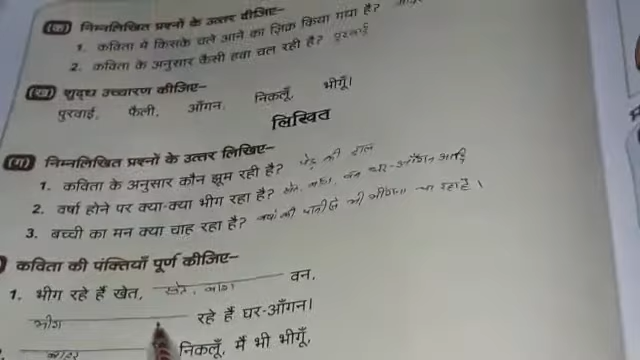 (क) निम्नलिखित प्रश्नों के उत्तर दीजिए–
1. कविता में किसके चले आने का ज़िक्र किया गया है?
2. कविता के अनुसार कैसी हवा चल रही है? पुरवाई
(ख) शुद्ध उच्चारण कीजिए–
पुरवाई, फैली, आँगन, निकलूँ, भीगूँ।
लिखित
(ग) निम्नलिखित प्रश्नों के उत्तर लिखिए–
1. कविता के अनुसार कौन झूम रही है? पेड़ की डाल
2. वर्षा होने पर क्या-क्या भीग रहा है? खेत, बाग, वन घर-आँगन आदि
3. बच्ची का मन क्या चाह रहा है? वर्षा की पानी से भी भीगना चाह रहा है।
कविता की पंक्तियाँ पूर्ण कीजिए–
1. भीग रहे हैं खेत, खेत, बाग वन,
भीग रहे हैं घर-आँगन।
बाहर निकलूँ, मैं भी भीगूँ,